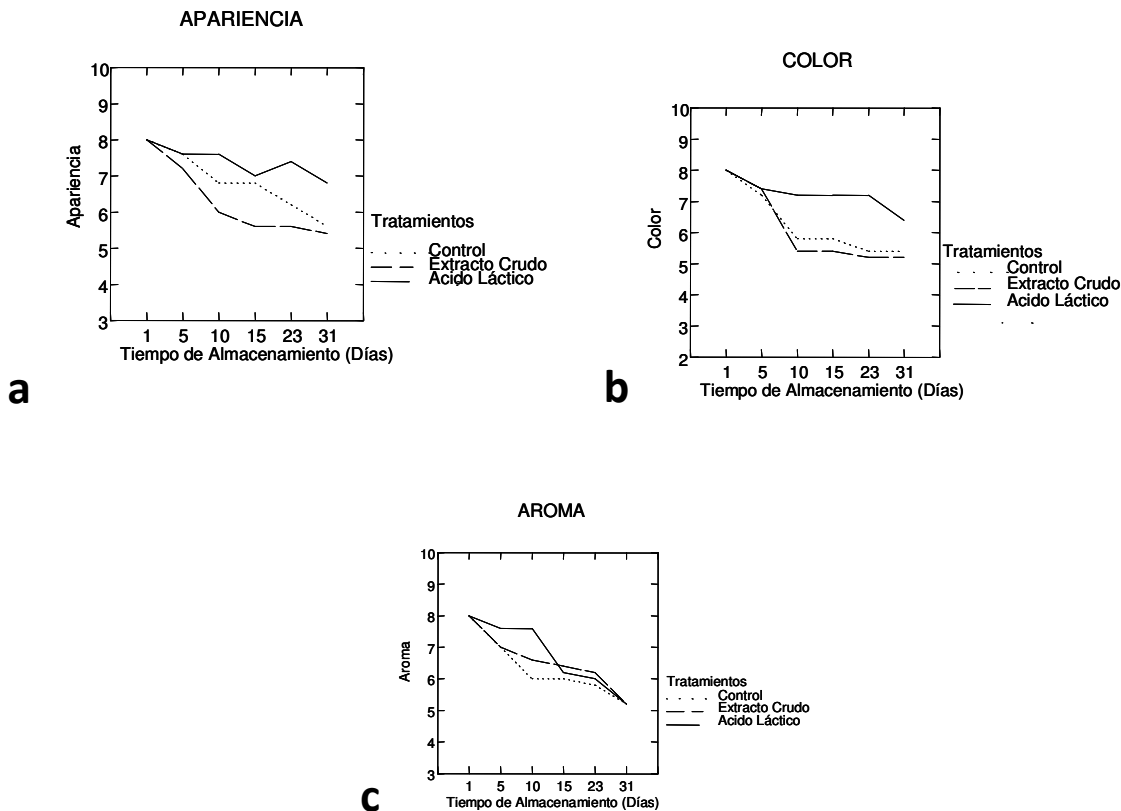 APARIENCIA
10
9
8
7
6
5
4
3
Apariencia
1 5 10 15 23 31
Tiempo de Almacenamiento (Días)
Tratamientos
Control
Extracto Crudo
Acido Láctico
a
COLOR
10
9
8
7
6
5
4
3
2
Color
1 5 10 15 23 31
Tiempo de Almacenamiento (Días)
Tratamientos
Control
Extracto Crudo
Acido Láctico
b
AROMA
10
9
8
7
6
5
4
3
Aroma
1 5 10 15 23 31
Tiempo de Almacenamiento (Días)
Tratamientos
Control
Extracto Crudo
Acido Láctico
c